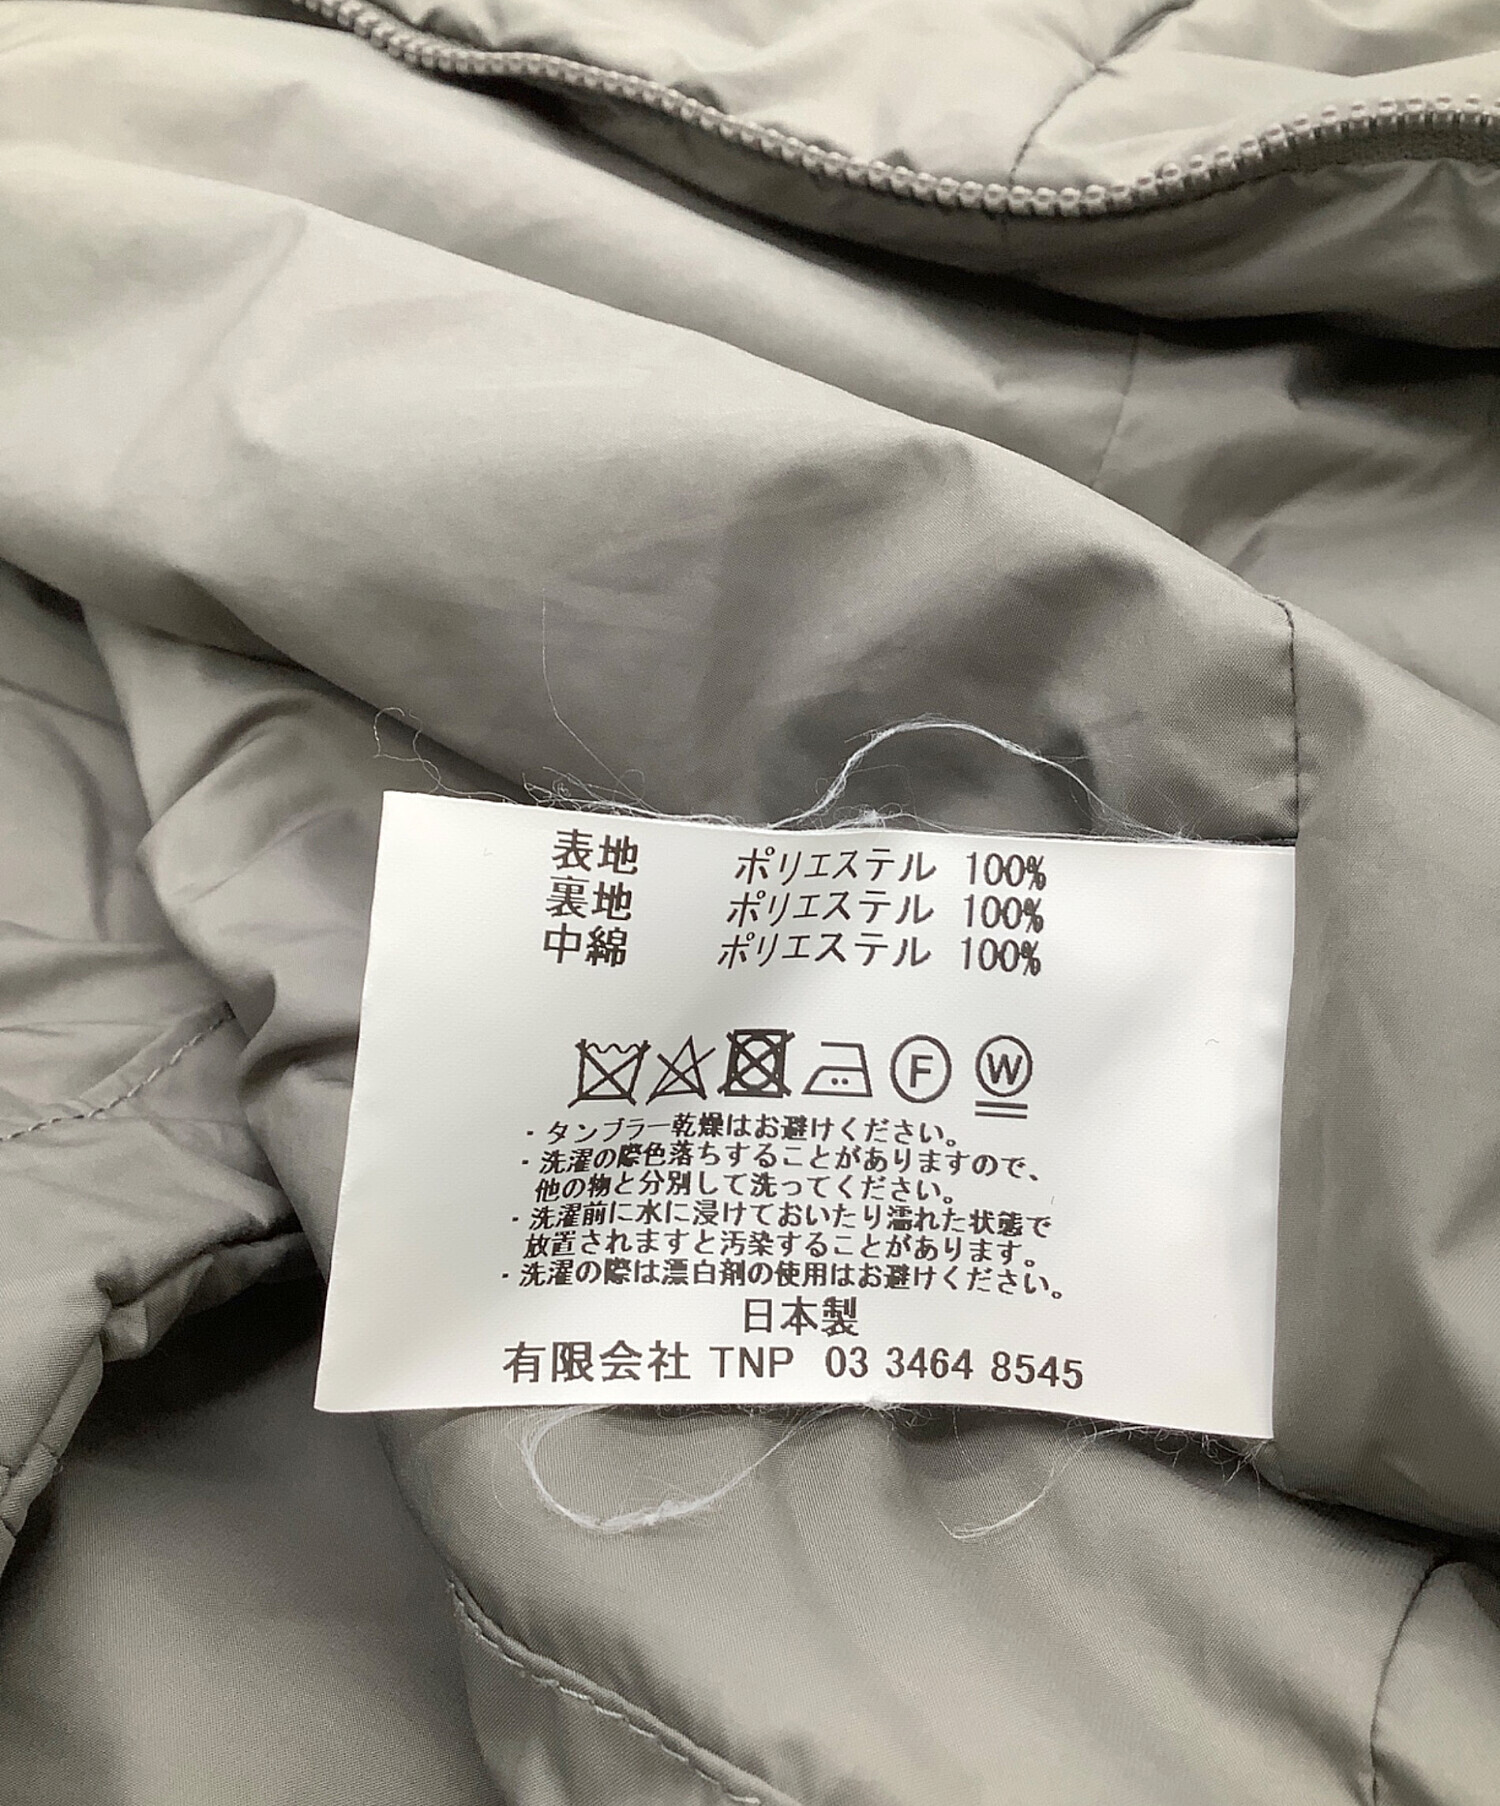 表地 ポリエステル 100%
裏地 ポリエステル 100%
中綿 ポリエステル 100%
F W
・タンブラー乾燥はお避けください。
・洗濯の際色落ちすることがありますので、
他の物と分別して洗ってください。
・洗濯前に水に浸けておいたり濡れた状態で
放置されますと汚染することがあります。
・洗濯の際は漂白剤の使用はお避けください。
日本製
有限会社 TNP 03 3464 8545